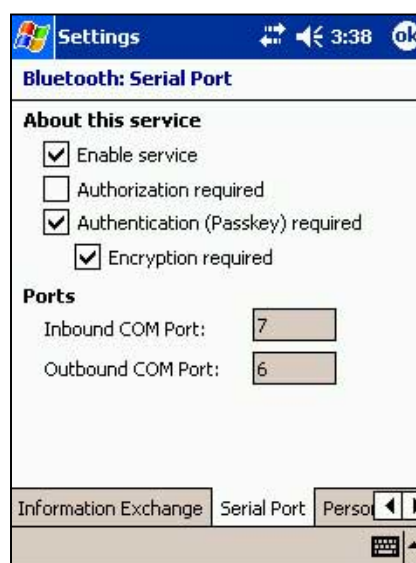 Settings 3:38 ok
Bluetooth: Serial Port
About this service
Enable service
Authorization required
Authentication (Passkey) required
Encryption required
Ports
Inbound COM Port: 7
Outbound COM Port: 6
Information Exchange Serial Port